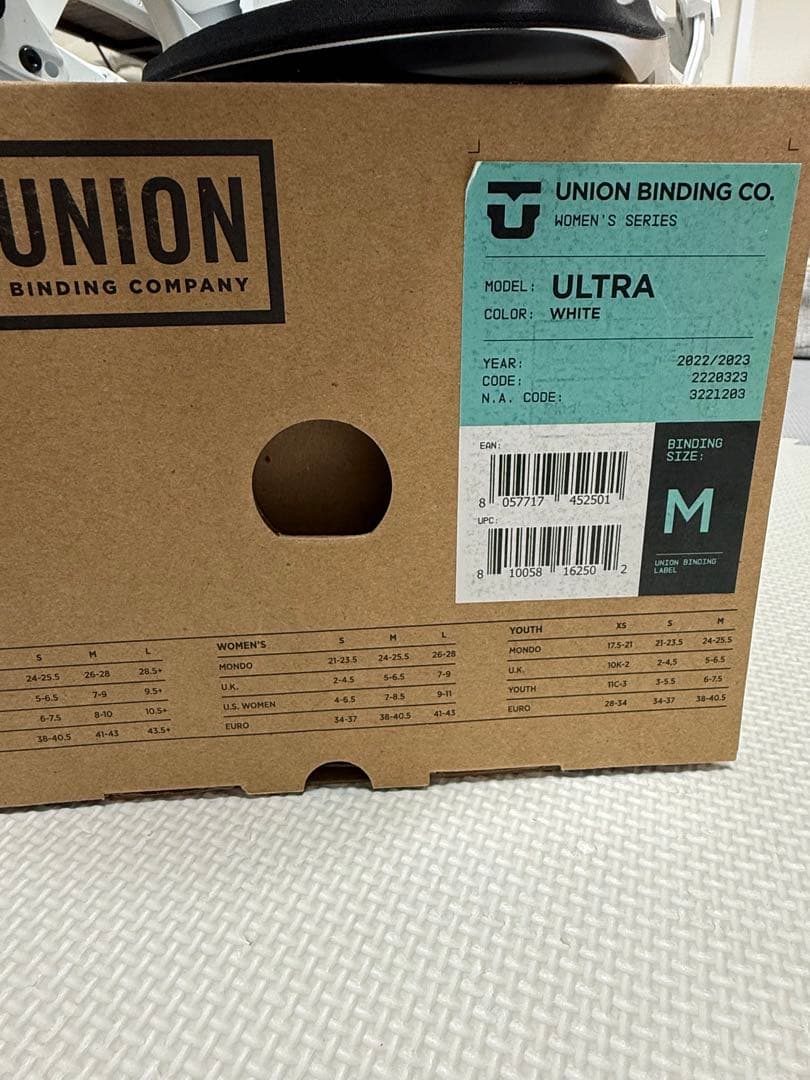 UNION
BINDING COMPANY
UNION BINDING CO.
WOMEN'S SERIES
MODEL: ULTRA
COLOR: WHITE
YEAR: 2022/2023
CODE: 2220323
N.A. CODE: 3221203
EAN:
8 057717 452501
UPC:
8 10058 16250 2
BINDING
SIZE:
M
UNION BINDING
LABEL
S M L
24-25.5 26-28 28.5+
5-6.5 7-9 9.5+
6-7.5 8-10 10.5+
38-40.5 41-43 43.5+
WOMEN'S S M L
MONDO 21-23.5 24-25.5 26-28
U.K. 2-4.5 5-6.5 7-9
U.S. WOMEN 4-6.5 7-8.5 9-11
EURO 34-37 38-40.5 41-43
YOUTH XS S M
MONDO 17.5-21 21-23.5 24-25.5
U.K. 10K-2 2-4.5 5-6.5
YOUTH 11C-3 3-5.5 6-7.5
EURO 28-34 34-37 38-40.5